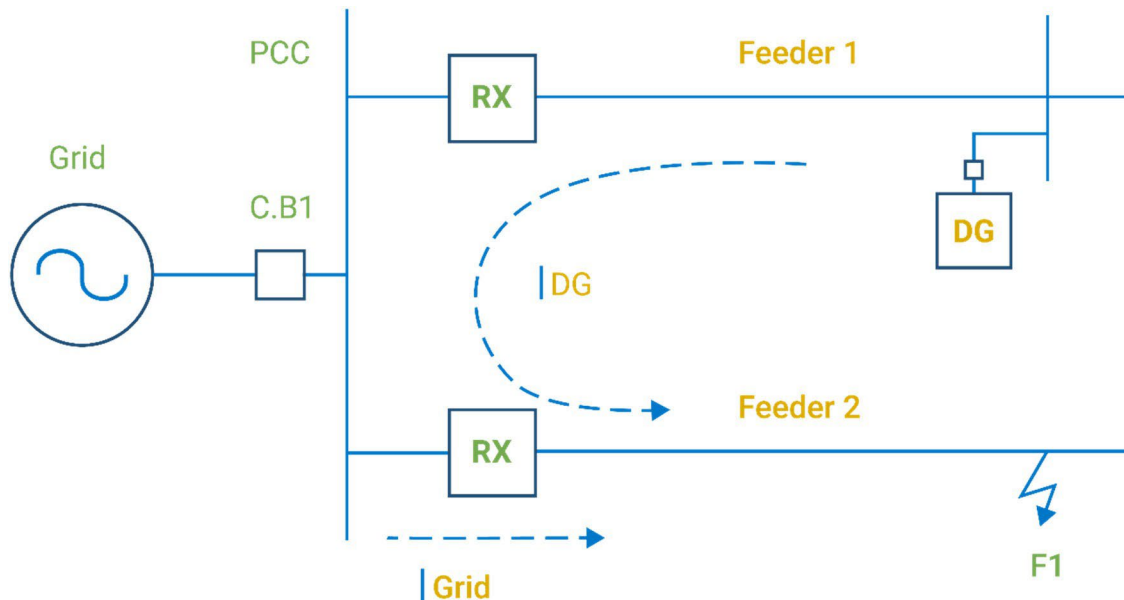 PCC
RX
Feeder 1
Grid
C.B1
DG
I DG
Feeder 2
RX
I Grid
F1